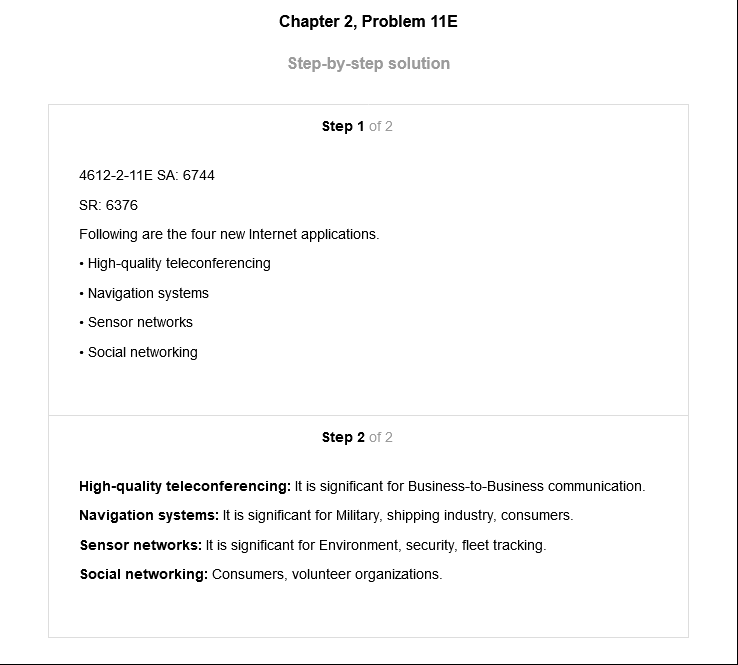 Chapter 2, Problem 11E
Step-by-step solution
Step 1 of 2
4612-2-11E SA: 6744
SR: 6376
Following are the four new Internet applications.
• High-quality teleconferencing
• Navigation systems
• Sensor networks
• Social networking
Step 2 of 2
High-quality teleconferencing: It is significant for Business-to-Business communication.
Navigation systems: It is significant for Military, shipping industry, consumers.
Sensor networks: It is significant for Environment, security, fleet tracking.
Social networking: Consumers, volunteer organizations.